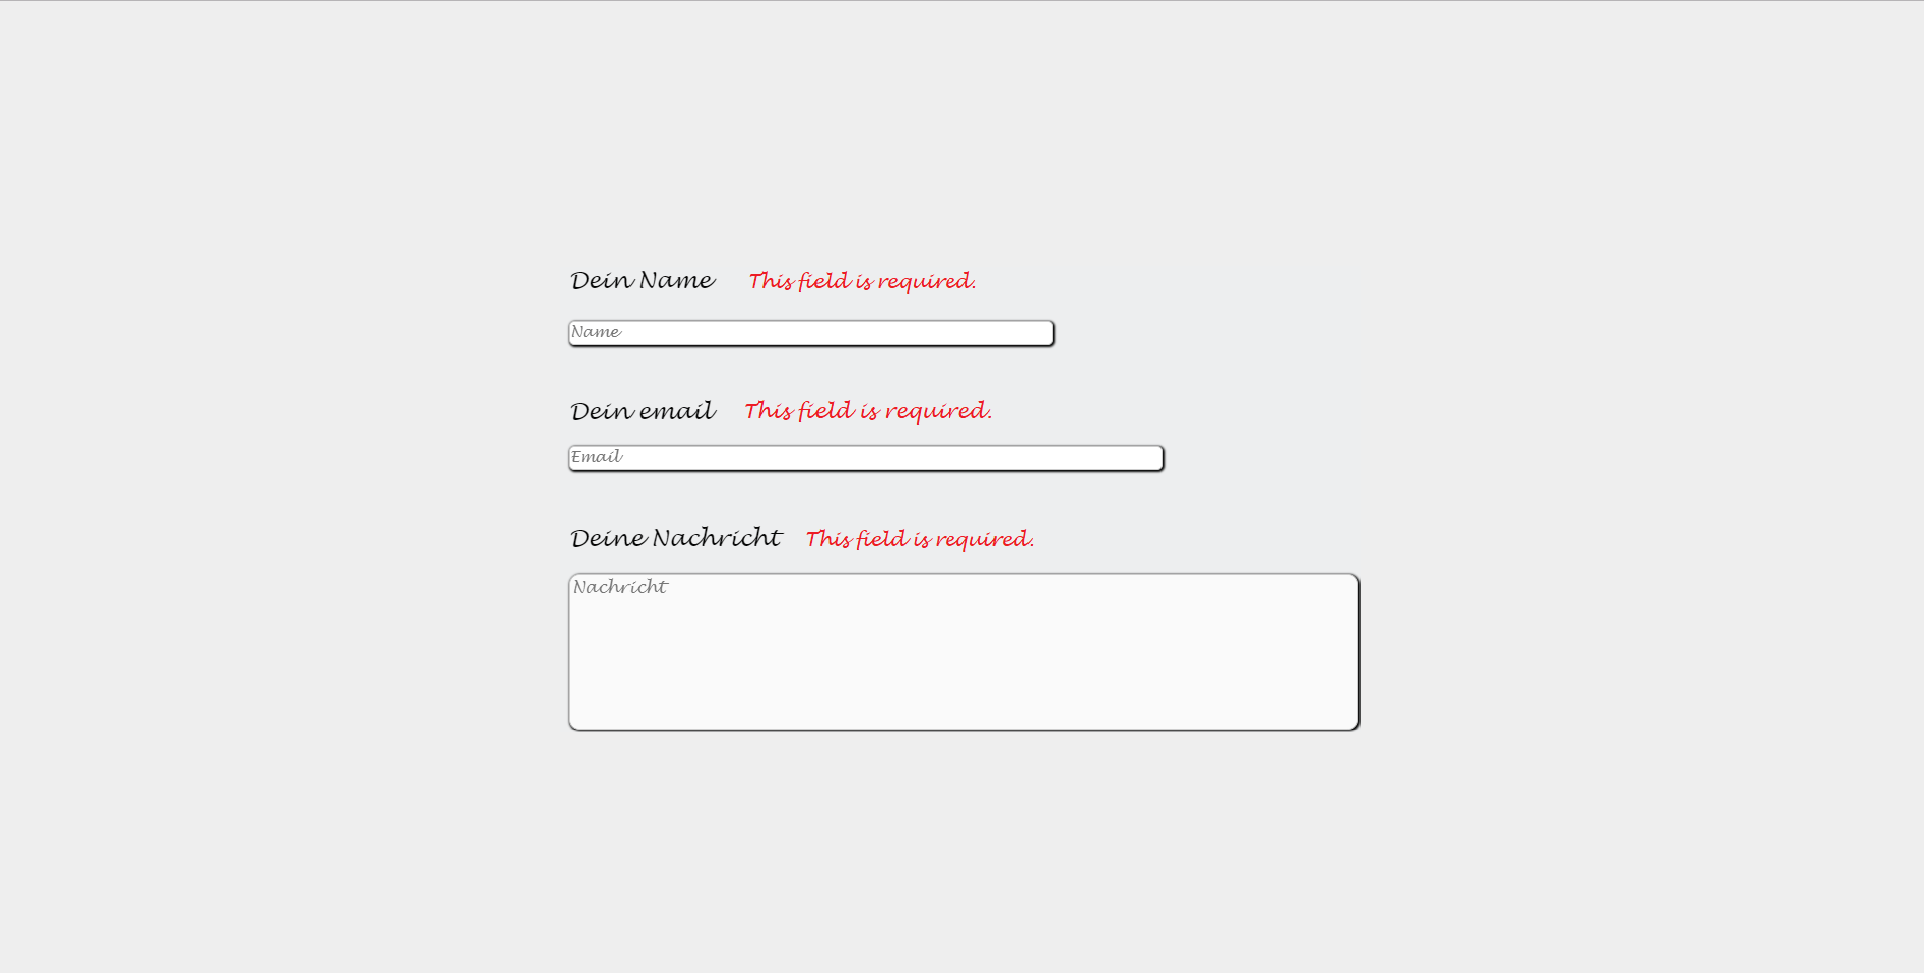 Dein Name This field is required.
Name
Dein email This field is required.
Email
Deine Nachricht This field is required.
Nachricht